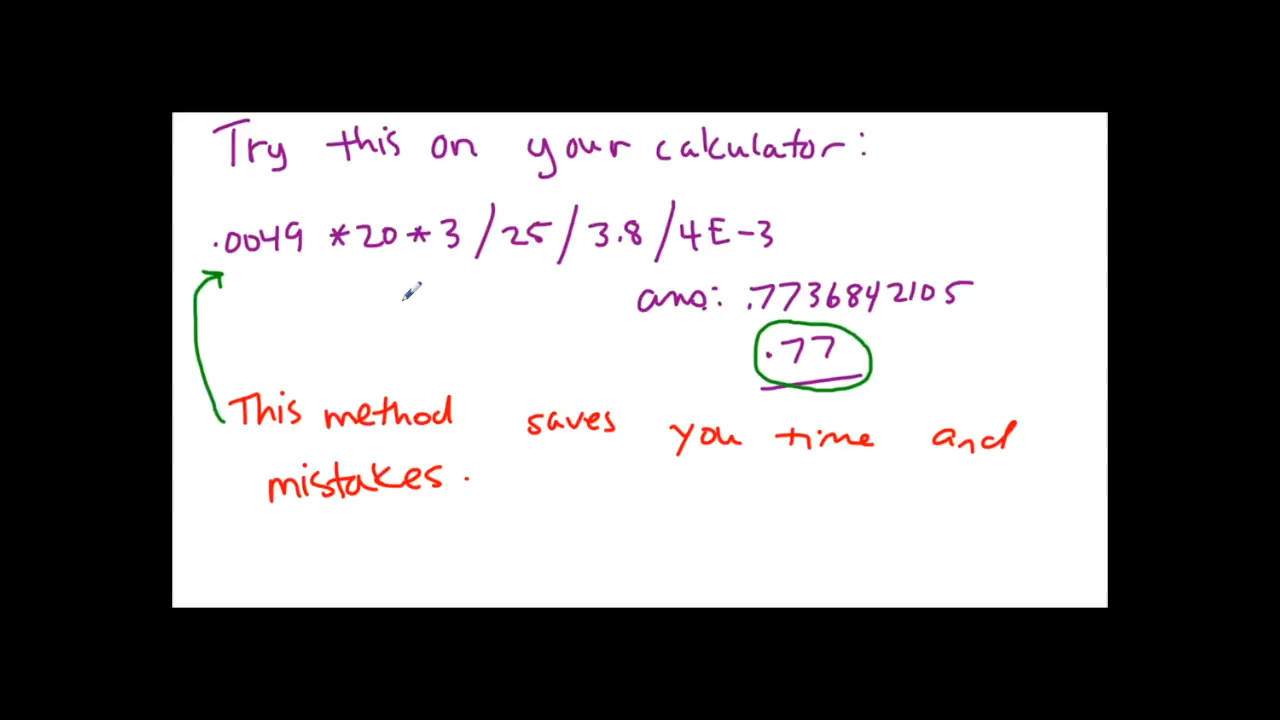 Try this on your calculator:
.0049 *20*3/25/3.8/4E-3
ans: .7736842105
.77
This method saves you time and
mistakes.